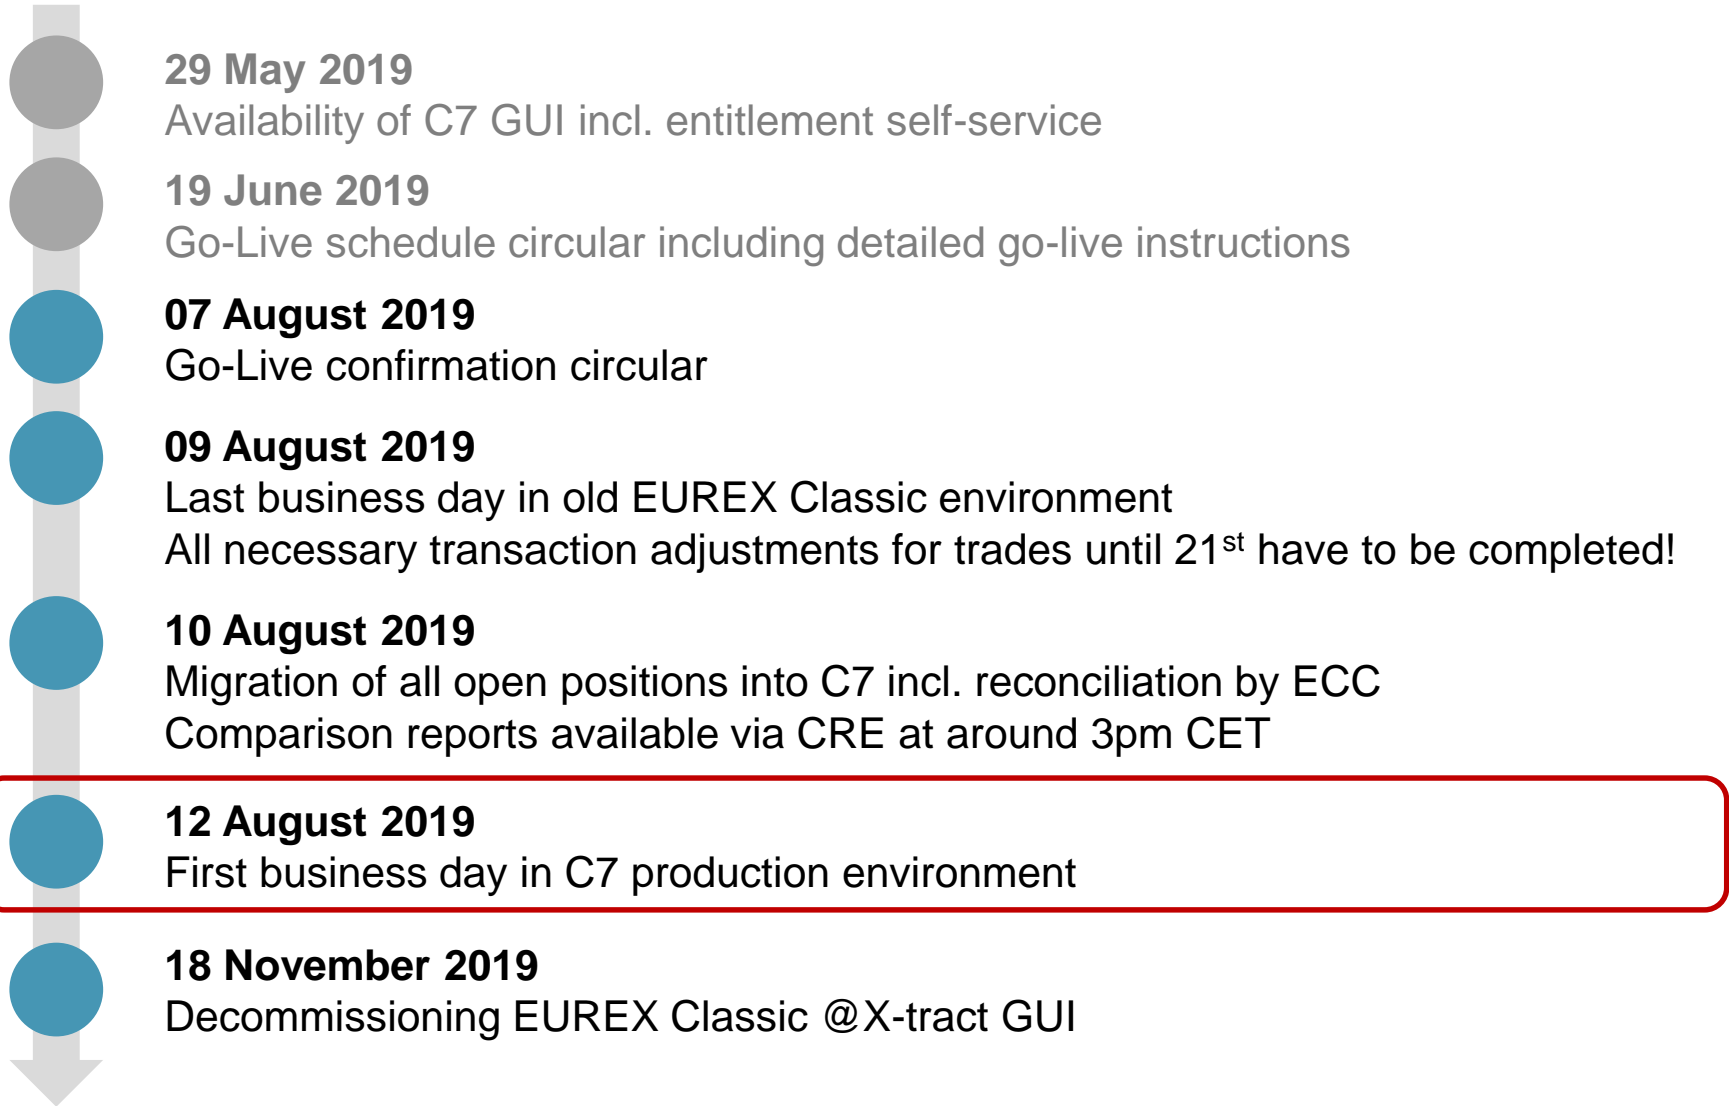 29 May 2019
Availability of C7 GUI incl. entitlement self-service
19 June 2019
Go-Live schedule circular including detailed go-live instructions
07 August 2019
Go-Live confirmation circular
09 August 2019
Last business day in old EUREX Classic environment
All necessary transaction adjustments for trades until 21st have to be completed!
10 August 2019
Migration of all open positions into C7 incl. reconciliation by ECC
Comparison reports available via CRE at around 3pm CET
12 August 2019
First business day in C7 production environment
18 November 2019
Decommissioning EUREX Classic @X-tract GUI